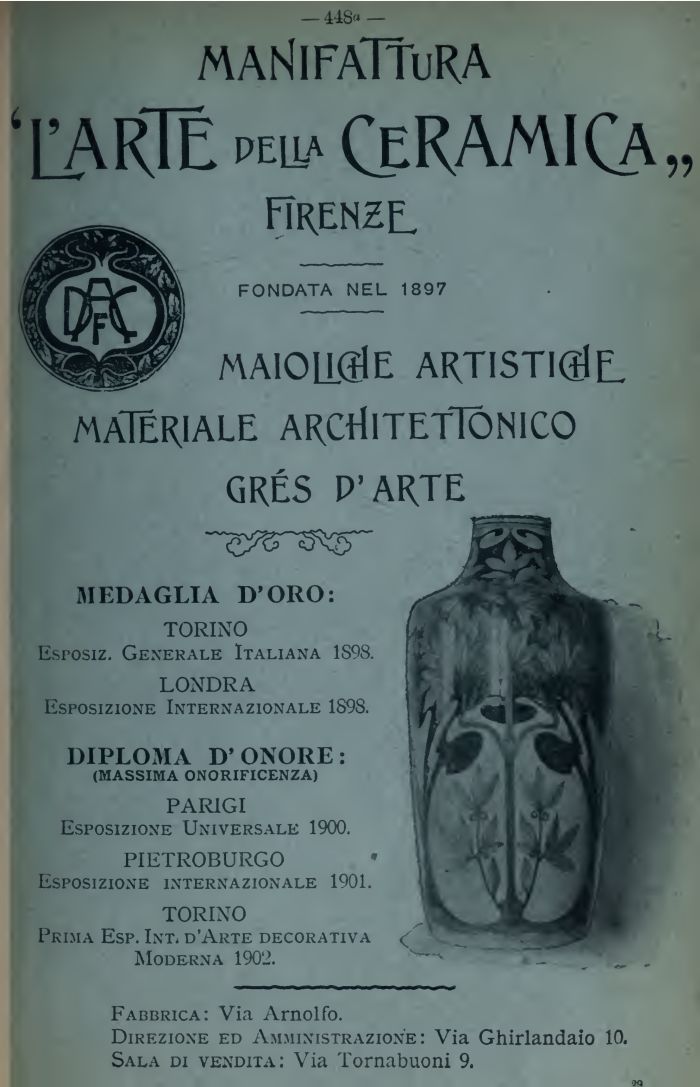 — 448a —
MANIFATTURA
"L'ARTE DELLA CERAMICA„
FIRENZE
FONDATA NEL 1897
MAIOLICHE ARTISTICHE
MATERIALE ARCHITETTONICO
GRÉS D'ARTE
MEDAGLIA D'ORO:
TORINO
ESPOSIZ. GENERALE ITALIANA 1898.
LONDRA
ESPOSIZIONE INTERNAZIONALE 1898.
DIPLOMA D'ONORE:
(MASSIMA ONORIFICENZA)
PARIGI
ESPOSIZIONE UNIVERSALE 1900.
PIETROBURGO
ESPOSIZIONE INTERNAZIONALE 1901.
TORINO
PRIMA ESP. INT. D'ARTE DECORATIVA
MODERNA 1902.
FABBRICA: Via Arnolfo.
DIREZIONE ED AMMINISTRAZIONE: Via Ghirlandaio 10.
SALA DI VENDITA: Via Tornabuoni 9.
29